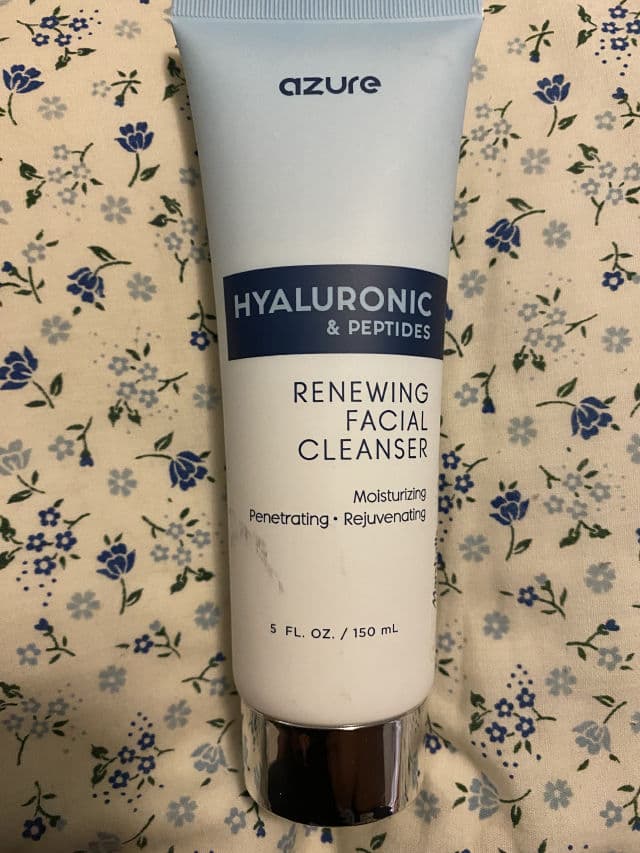 azure
HYALURONIC
& PEPTIDES
RENEWING
FACIAL
CLEANSER
Moisturizing
Penetrating • Rejuvenating
5 FL. OZ. / 150 mL